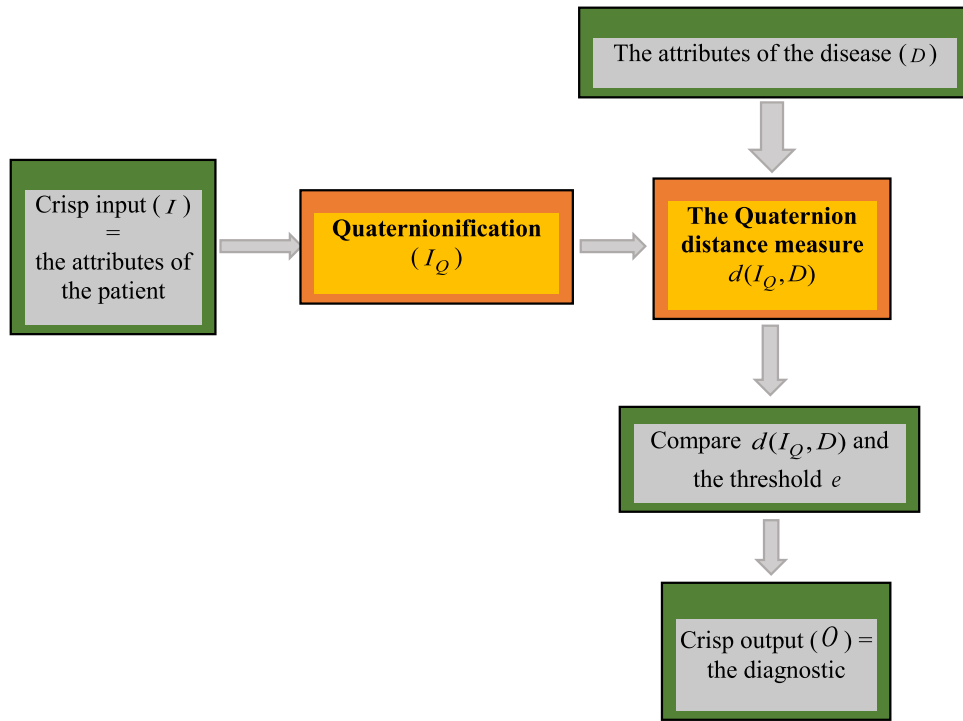 The attributes of the disease (D)
Crisp input (I)
=
the attributes of
the patient
Quaternionification
(I_Q)
The Quaternion
distance measure
d(I_Q, D)
Compare d(I_Q, D) and
the threshold e
Crisp output (O) =
the diagnostic